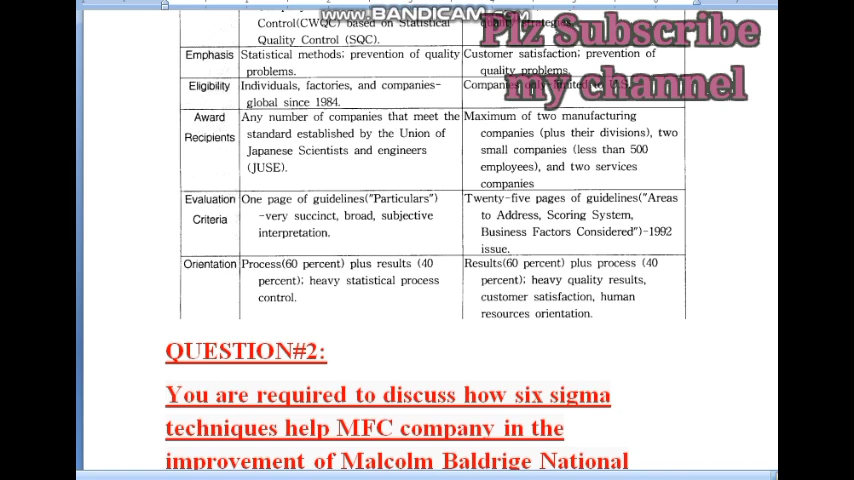 www.BANDICAM.com
Control(CWQC) based on Statistical
Quality Control (SQC).
quality strategies.
Plz Subscribe
my channel
Emphasis Statistical methods; prevention of quality problems.
Customer satisfaction; prevention of quality problems.
Eligibility Individuals, factories, and companies-
global since 1984.
Companies only-limited to U.S.
Award
Recipients
Any number of companies that meet the
standard established by the Union of
Japanese Scientists and engineers
(JUSE).
Maximum of two manufacturing
companies (plus their divisions), two
small companies (less than 500
employees), and two services
companies
Evaluation
Criteria
One page of guidelines("Particulars")
-very succinct, broad, subjective
interpretation.
Twenty-five pages of guidelines("Areas
to Address, Scoring System,
Business Factors Considered")-1992
issue.
Orientation
Process(60 percent) plus results (40
percent); heavy statistical process
control.
Results(60 percent) plus process (40
percent); heavy quality results,
customer satisfaction, human
resources orientation.
QUESTION#2:
You are required to discuss how six sigma
techniques help MFC company in the
improvement of Malcolm Baldrige National